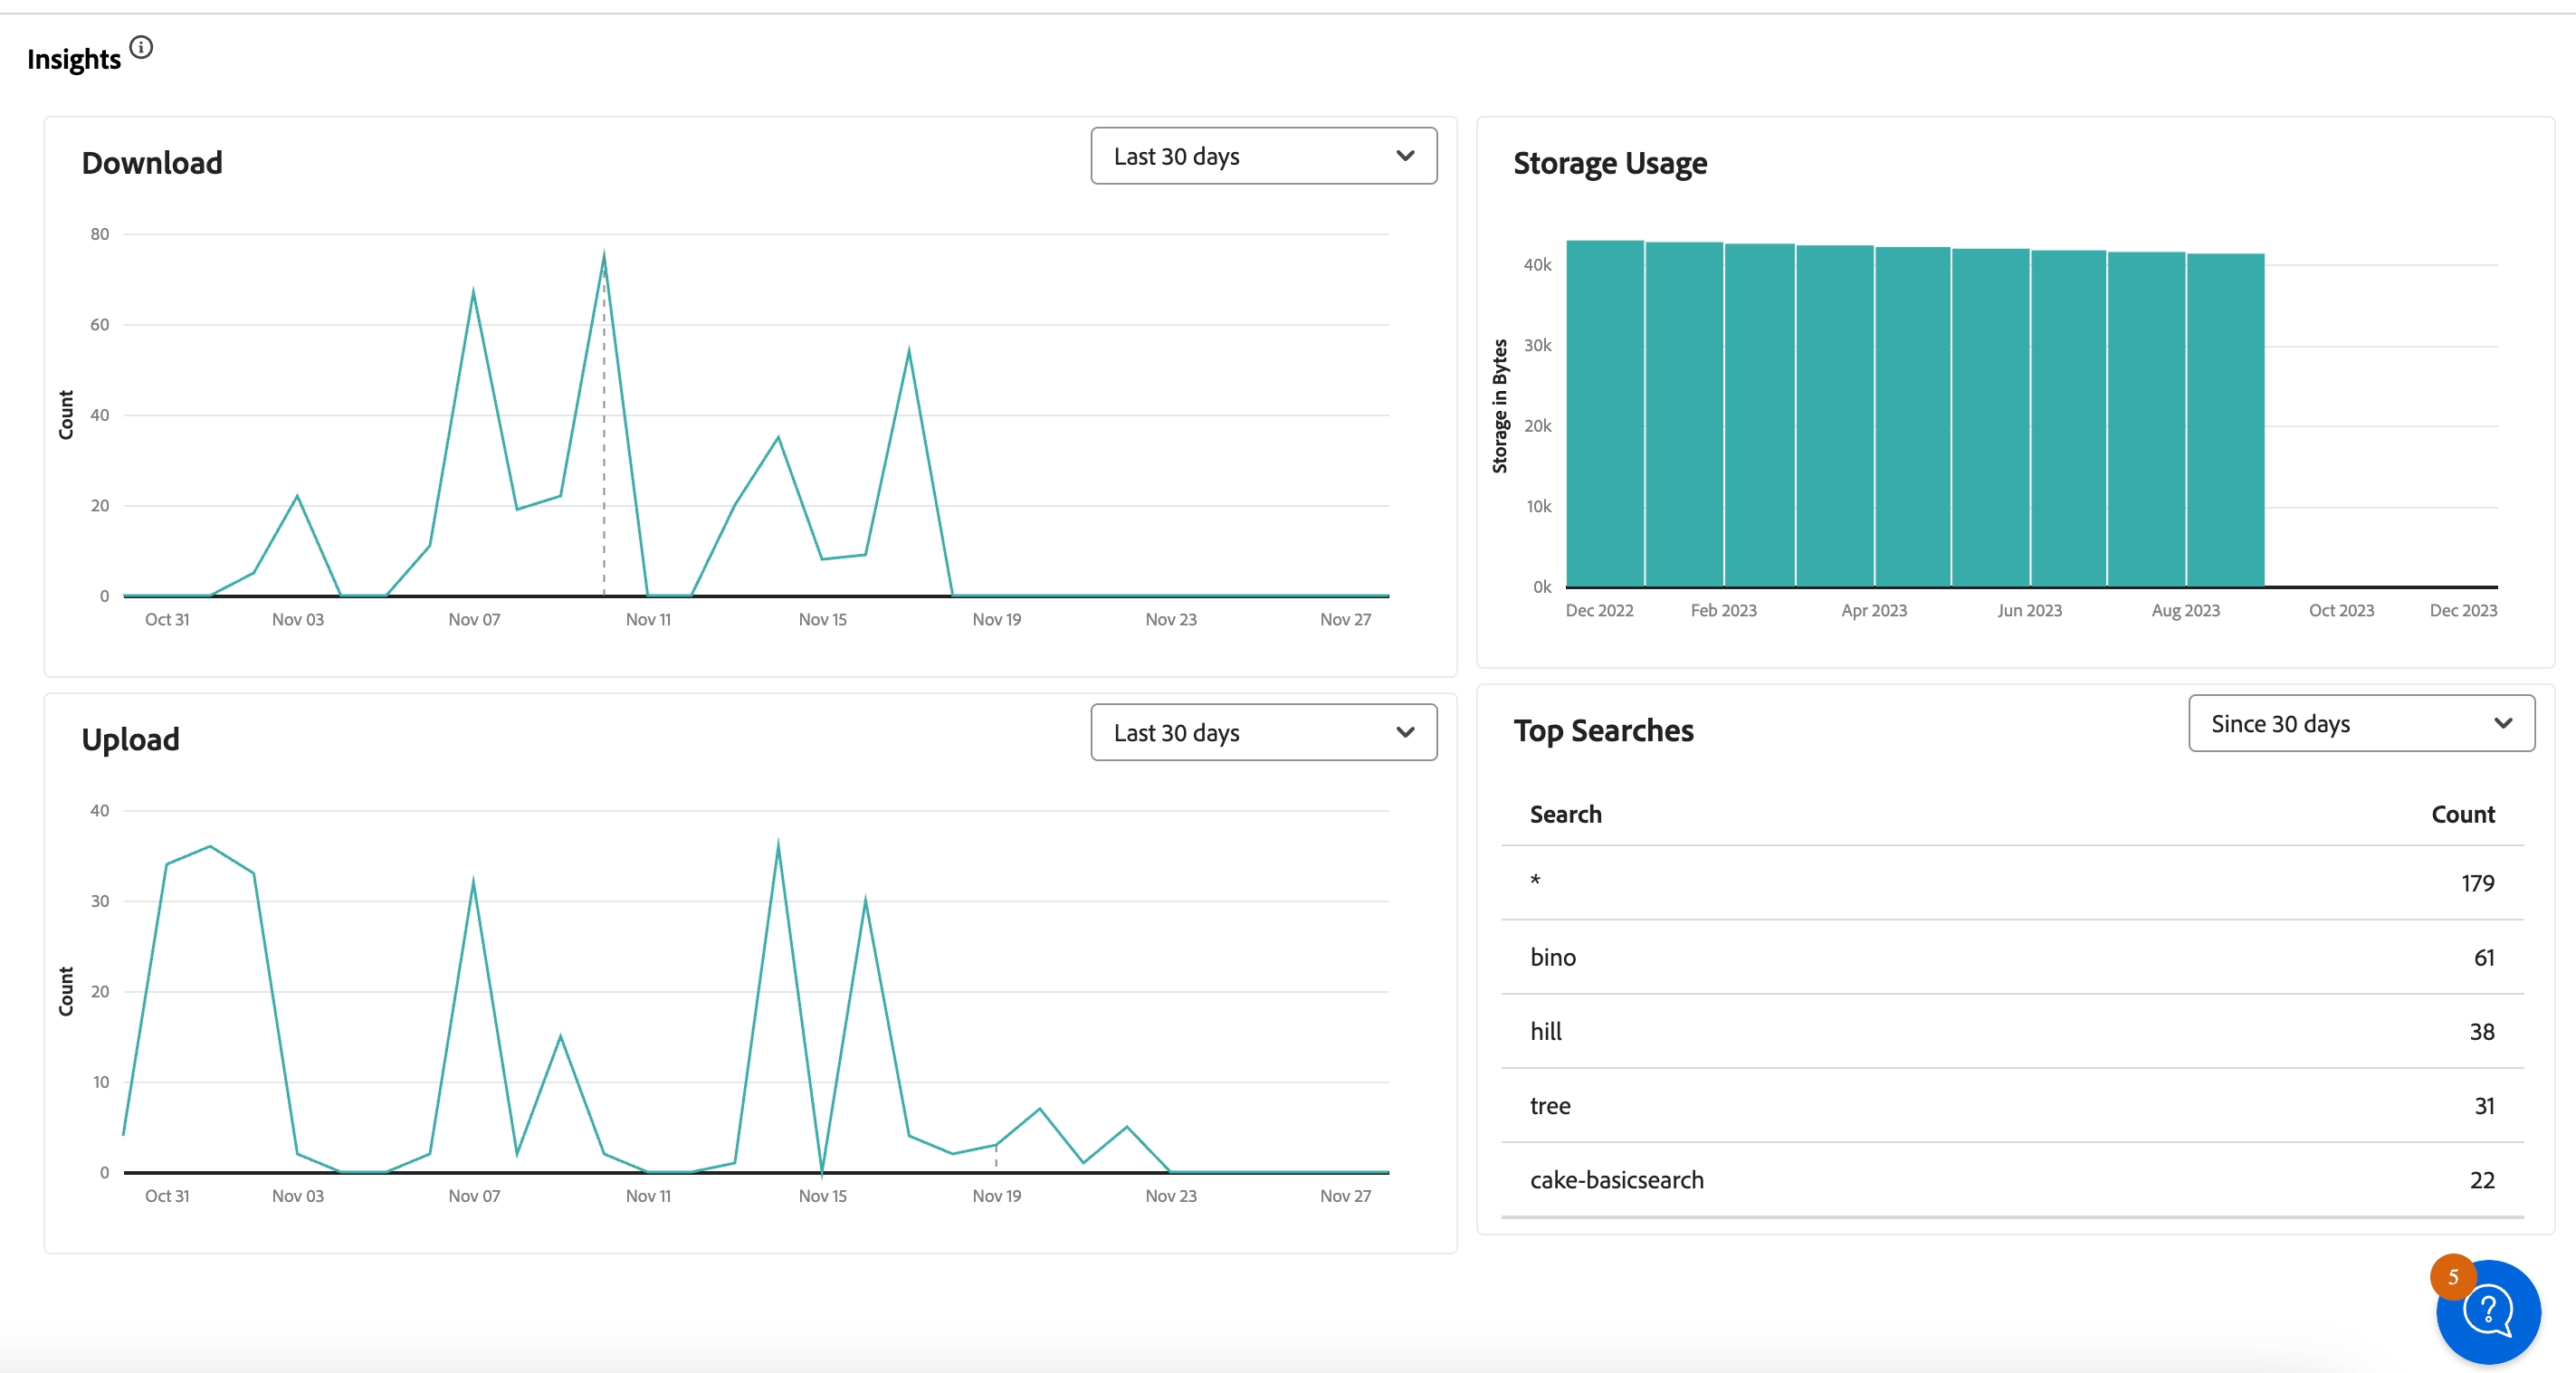 Insights
Download
Last 30 days
80
60
40
20
0
Count
Oct 31 Nov 03 Nov 07 Nov 11 Nov 15 Nov 19 Nov 23 Nov 27
Storage Usage
40k
30k
20k
10k
0k
Storage in Bytes
Dec 2022 Feb 2023 Apr 2023 Jun 2023 Aug 2023 Oct 2023 Dec 2023
Upload
Last 30 days
40
30
20
10
0
Count
Oct 31 Nov 03 Nov 07 Nov 11 Nov 15 Nov 19 Nov 23 Nov 27
Top Searches
Since 30 days
Search Count
* 179
bino 61
hill 38
tree 31
cake-basicsearch 22
5
?